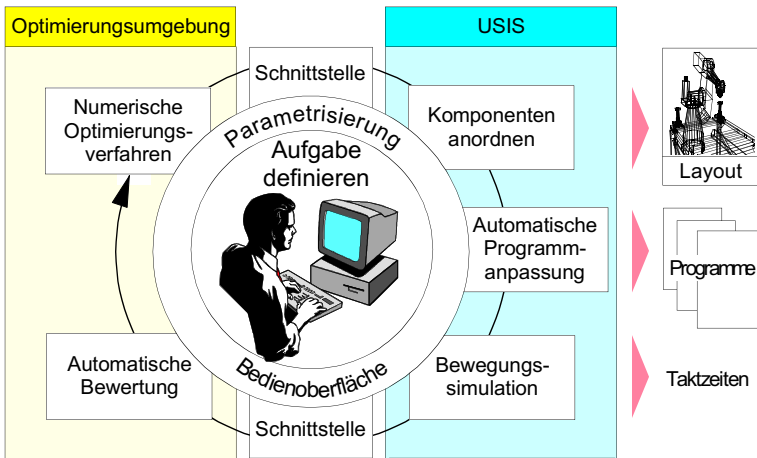 Optimierungsumgebung
USIS
Schnittstelle
Numerische
Optimierungs-
verfahren
Parametrisierung
Komponenten
anordnen
Aufgabe
definieren
Layout
Automatische
Programm-
anpassung
Programme
Automatische
Bewertung
Bedienoberfläche
Bewegungs-
simulation
Taktzeiten
Schnittstelle